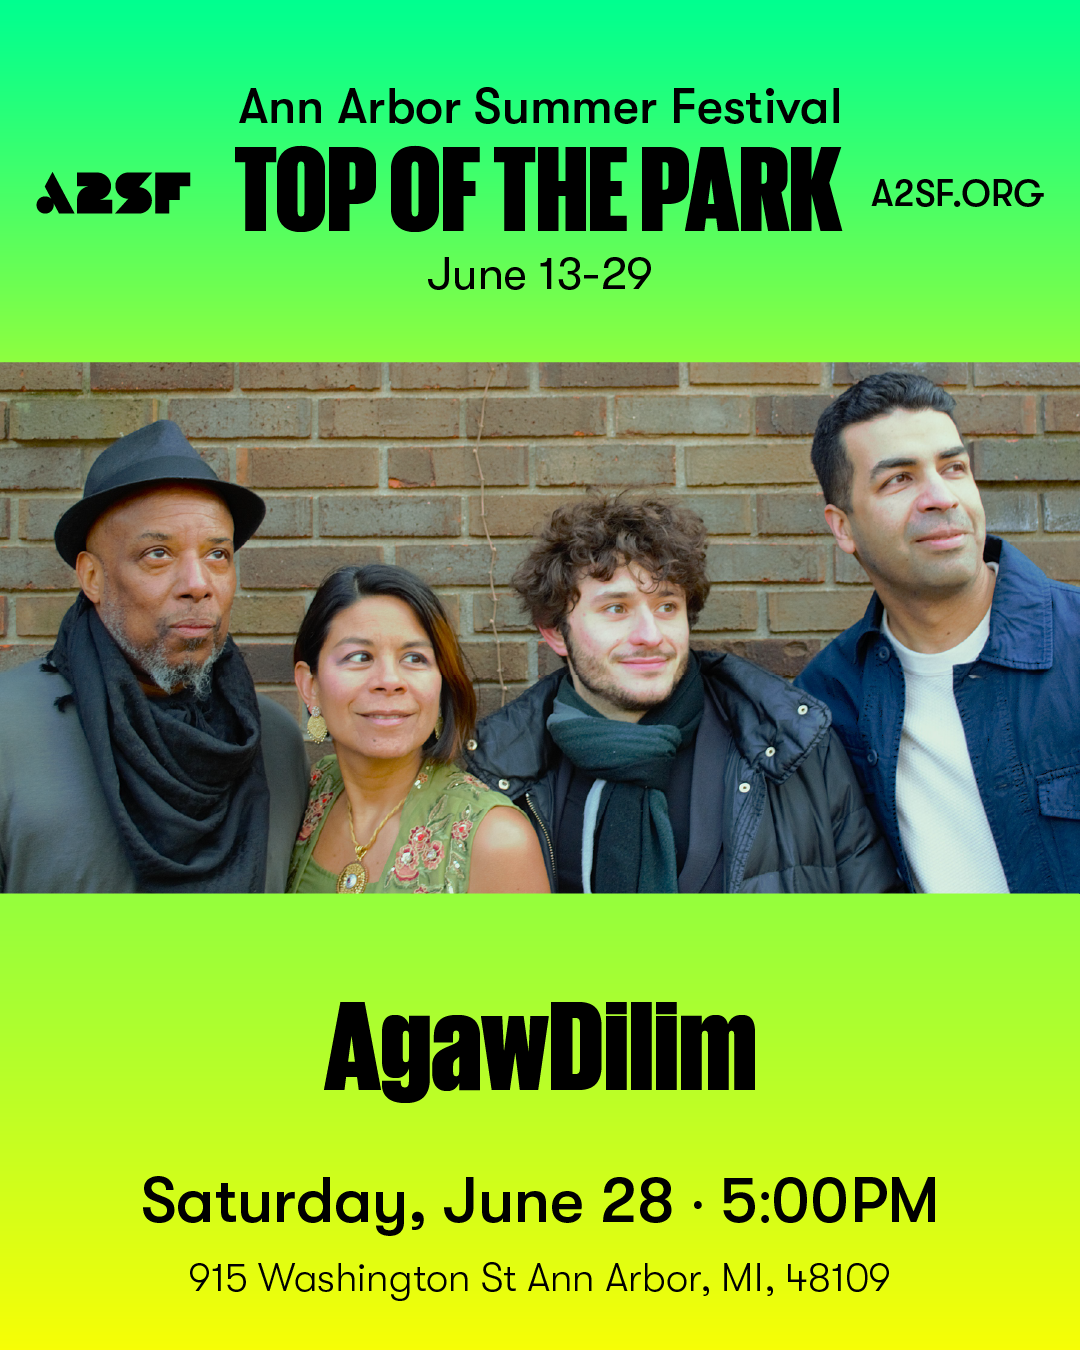 Ann Arbor Summer Festival
A2SF
TOP OF THE PARK
A2SF.ORG
June 13-29
AgawDilim
Saturday, June 28 · 5:00PM
915 Washington St Ann Arbor, MI, 48109